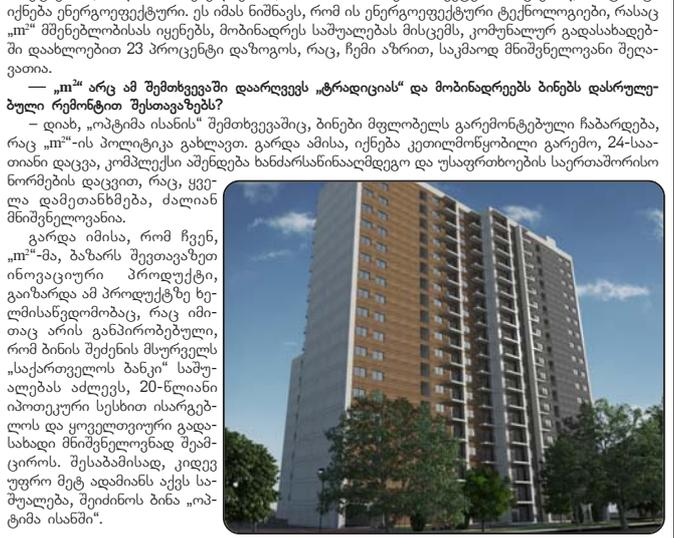 იქნება ენერგოეფექტური. ეს იმას ნიშნავს, რომ ის ენერგოეფექტური ტექნოლოგიები, რასაც
„m²“ მშენებლობისას იყენებს, მობინადრეს საშუალებას მისცემს, კომუნალურ გადასახადებ-
ში დაახლოებით 23 პროცენტი დაზოგოს, რაც, ჩემი აზრით, საკმაოდ მნიშვნელოვანი შეღა-
ვათია.
— „m²“ არც ამ შემთხვევაში დაარღვევს „ტრადიციას“ და მობინადრეებს ბინებს დასრულე-
ბული რემონტით შესთავაზებს?
– დიახ, „ოპტიმა ისანის“ შემთხვევაშიც, ბინები მფლობელს გარემონტებული ჩაბარდება,
რაც „m²“-ის პოლიტიკა გახლავთ. გარდა ამისა, იქნება კეთილმოწყობილი გარემო, 24-საა-
თიანი დაცვა, კომპლექსი აშენდება ხანძარსაწინააღმდეგო და უსაფრთხოების საერთაშორისო
ნორმების დაცვით, რაც, ყვე-
ლა დამეთანხმება, ძალიან
მნიშვნელოვანია.
გარდა იმისა, რომ ჩვენ,
„m²“-მა, ბაზარს შევთავაზეთ
ინოვაციური პროდუქტი,
გაიზარდა ამ პროდუქტზე ხე-
ლმისაწვდომობაც, რაც იმი-
თაც არის განპირობებული,
რომ ბინის შეძენის მსურველს
„საქართველოს ბანკი“ საშუ-
ალებას აძლევს, 20-წლიანი
იპოთეკური სესხით ისარგებ-
ლოს და ყოველთვიური გადა-
სახადი მნიშვნელოვნად შეამ-
ციროს. შესაბამისად, კიდევ
უფრო მეტ ადამიანს აქვს სა-
შუალება, შეიძინოს ბინა „ოპ-
ტიმა ისანში“.